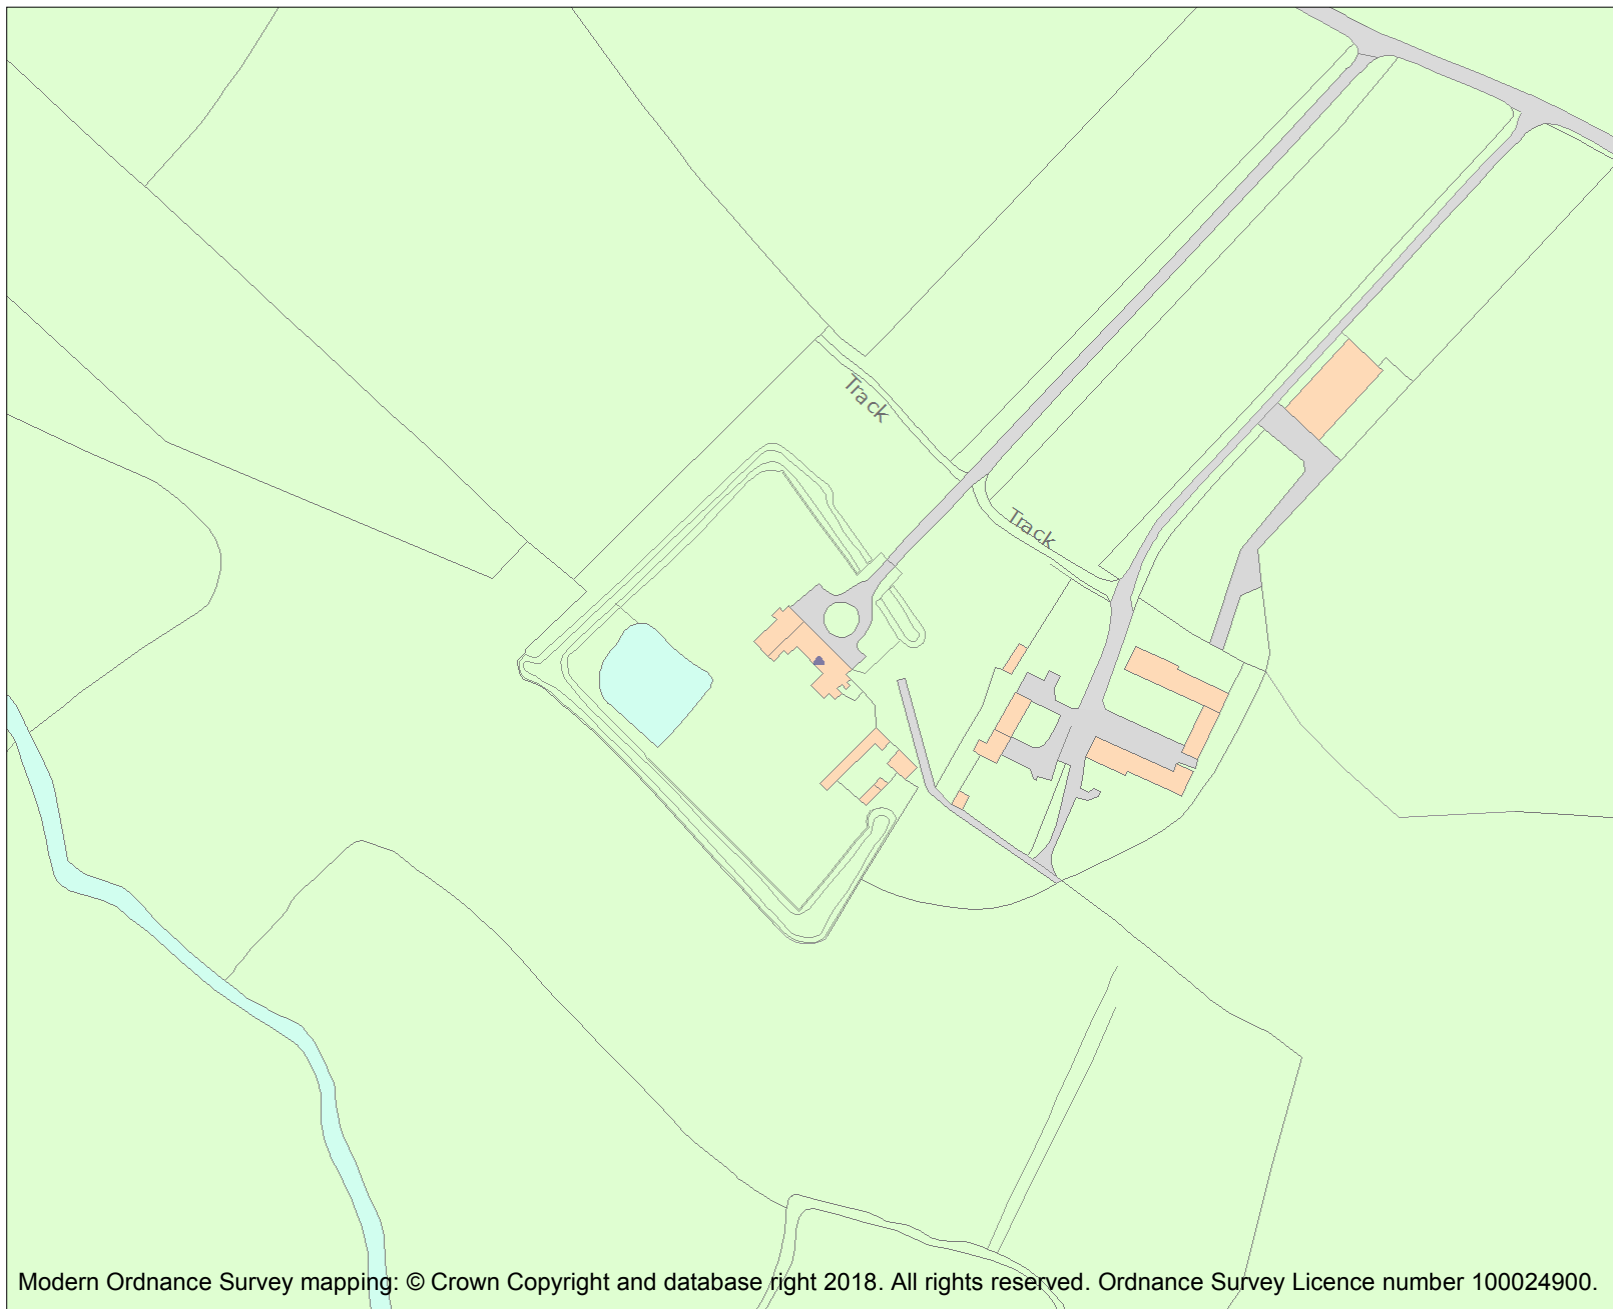 Track
Track
Modern Ordnance Survey mapping: © Crown Copyright and database right 2018. All rights reserved. Ordnance Survey Licence number 100024900.